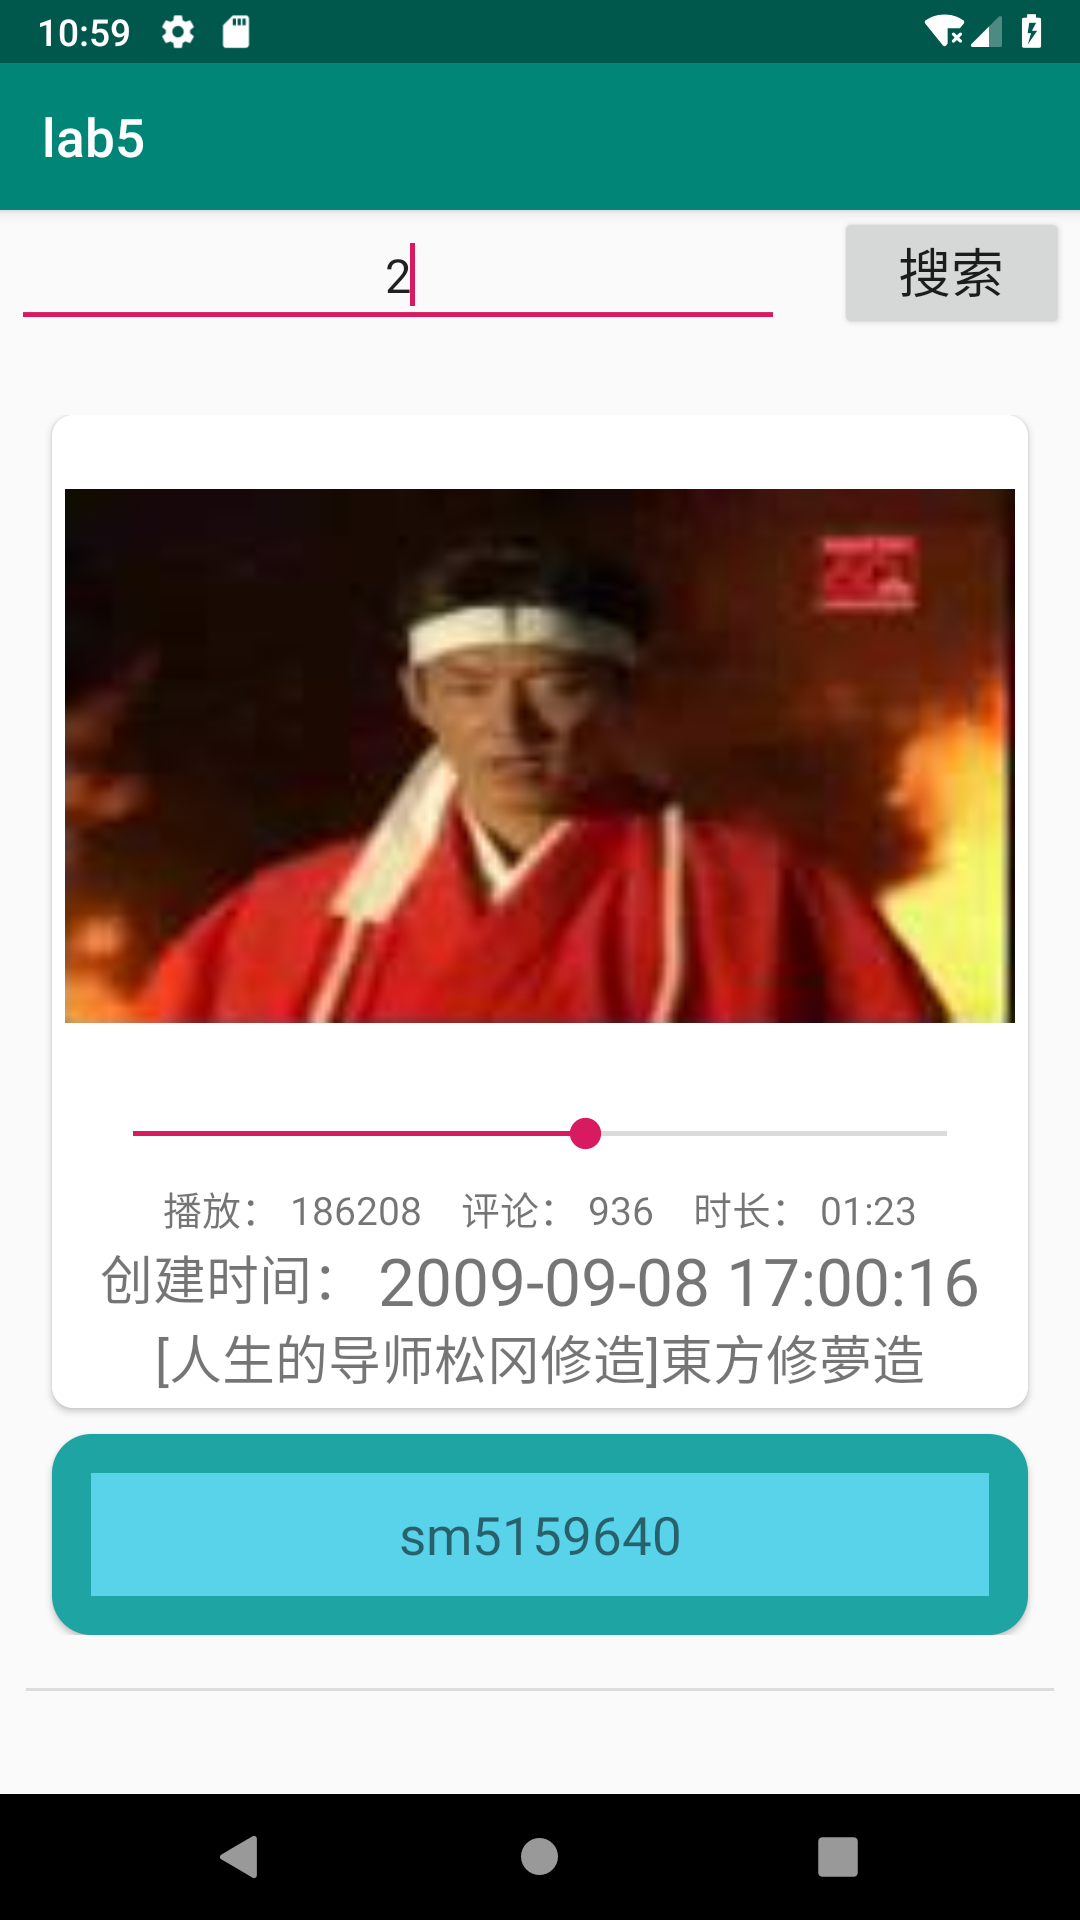 10:59
lab5
2
搜索
播放： 186208 评论： 936 时长： 01:23
创建时间： 2009-09-08 17:00:16
[人生的导师松冈修造]東方修夢造
sm5159640